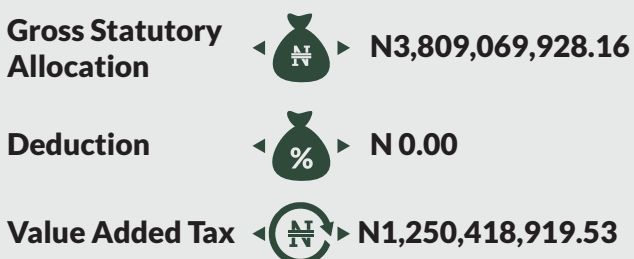 Gross Statutory
Allocation
₦
N3,809,069,928.16
Deduction
%
N 0.00
Value Added Tax
₦
N1,250,418,919.53